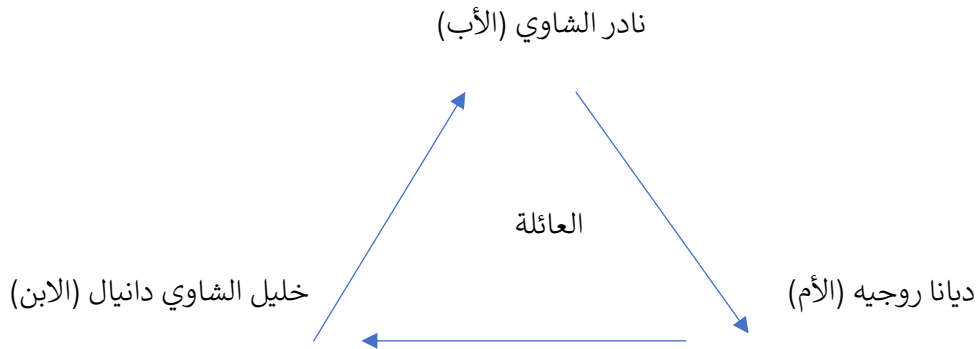 نادر الشاوي (الأب)
العائلة
ديانا روجيه (الأم)
خليل الشاوي دانيال (الابن)